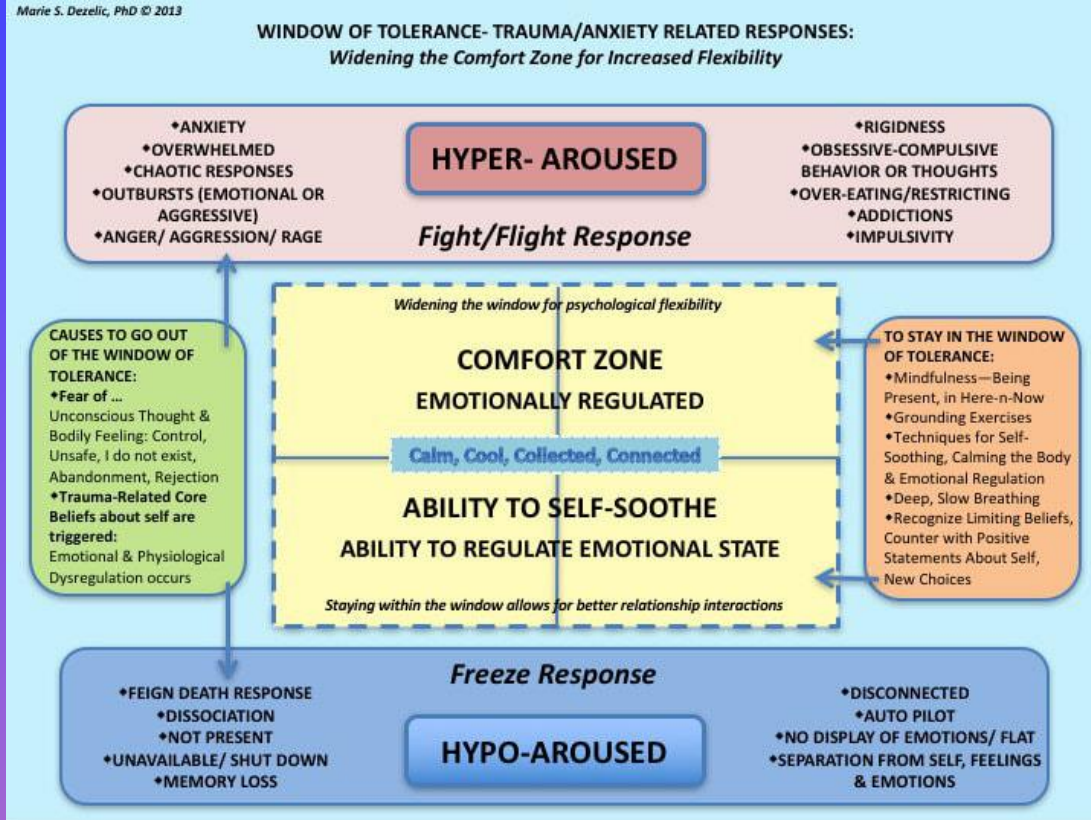 Marie S. Dezelic, PhD © 2013
WINDOW OF TOLERANCE- TRAUMA/ANXIETY RELATED RESPONSES:
Widening the Comfort Zone for Increased Flexibility
◆ANXIETY
◆OVERWHELMED
◆CHAOTIC RESPONSES
◆OUTBURSTS (EMOTIONAL OR
AGGRESSIVE)
◆ANGER/ AGGRESSION/ RAGE
HYPER- AROUSED
Fight/Flight Response
◆RIGIDNESS
◆OBSESSIVE-COMPULSIVE
BEHAVIOR OR THOUGHTS
◆OVER-EATING/RESTRICTING
◆ADDICTIONS
◆IMPULSIVITY
CAUSES TO GO OUT
OF THE WINDOW OF
TOLERANCE:
◆Fear of ...
Unconscious Thought &
Bodily Feeling: Control,
Unsafe, I do not exist,
Abandonment, Rejection
◆Trauma-Related Core
Beliefs about self are
triggered:
Emotional & Physiological
Dysregulation occurs
Widening the window for psychological flexibility
COMFORT ZONE
EMOTIONALLY REGULATED
Calm, Cool, Collected, Connected
ABILITY TO SELF-SOOTHE
ABILITY TO REGULATE EMOTIONAL STATE
Staying within the window allows for better relationship interactions
TO STAY IN THE WINDOW
OF TOLERANCE:
◆Mindfulness—Being
Present, in Here-n-Now
◆Grounding Exercises
◆Techniques for Self-
Soothing, Calming the Body
& Emotional Regulation
◆Deep, Slow Breathing
◆Recognize Limiting Beliefs,
Counter with Positive
Statements About Self,
New Choices
Freeze Response
HYPO-AROUSED
◆FEIGN DEATH RESPONSE
◆DISSOCIATION
◆NOT PRESENT
◆UNAVAILABLE/ SHUT DOWN
◆MEMORY LOSS
◆DISCONNECTED
◆AUTO PILOT
◆NO DISPLAY OF EMOTIONS/ FLAT
◆SEPARATION FROM SELF, FEELINGS
& EMOTIONS